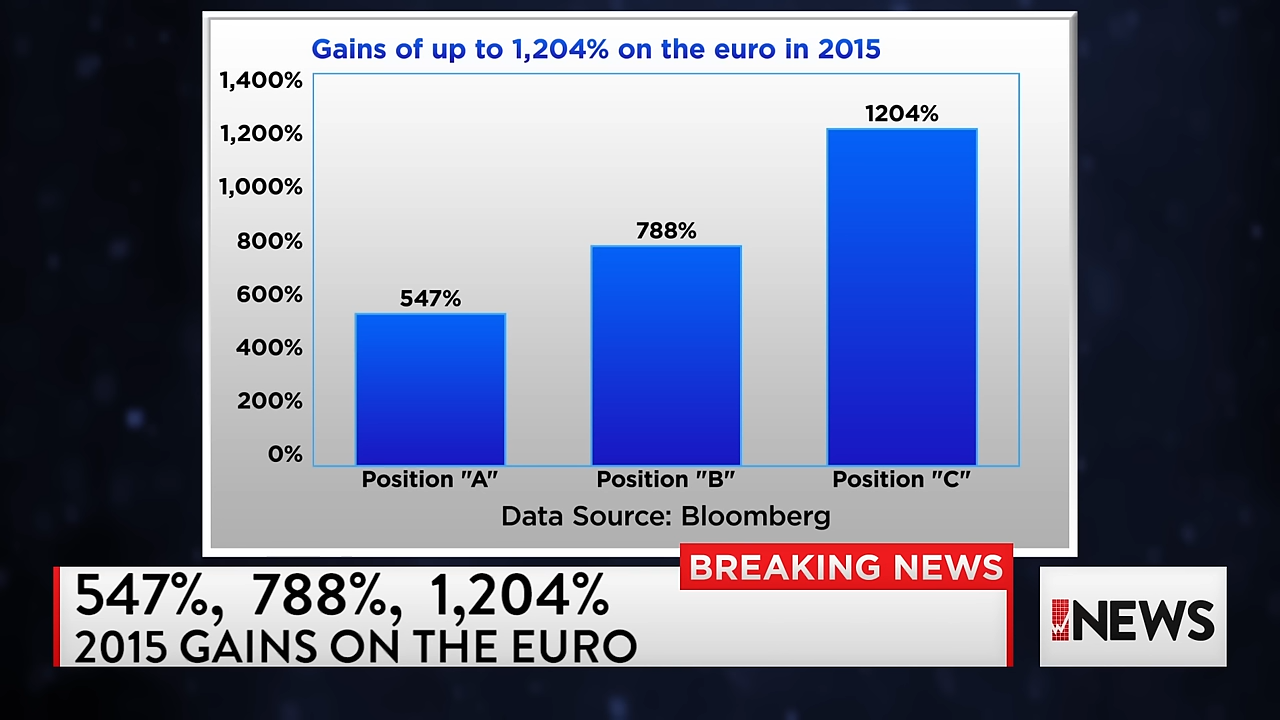 Gains of up to 1,204% on the euro in 2015
1,400%
1,200%
1,000%
800%
600%
400%
200%
0%
547%
788%
1204%
Position "A"
Position "B"
Position "C"
Data Source: Bloomberg
BREAKING NEWS
547%, 788%, 1,204%
2015 GAINS ON THE EURO
W NEWS